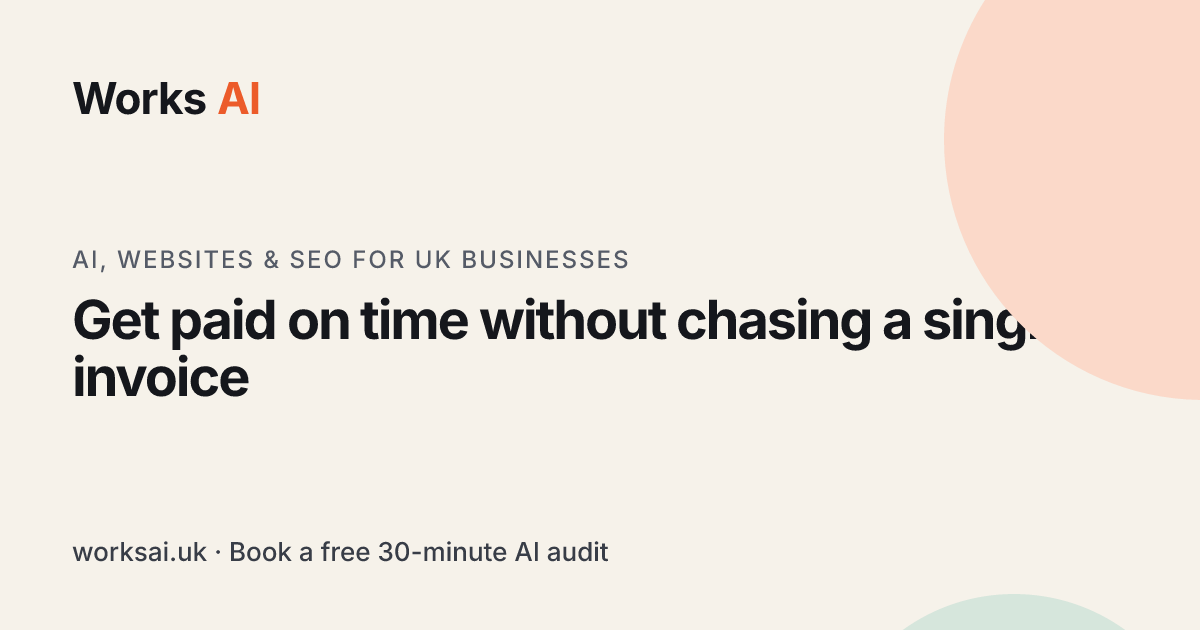 Works AI
AI, WEBSITES & SEO FOR UK BUSINESSES
Get paid on time without chasing a
invoice
worksai.uk · Book a free 30-minute AI audit